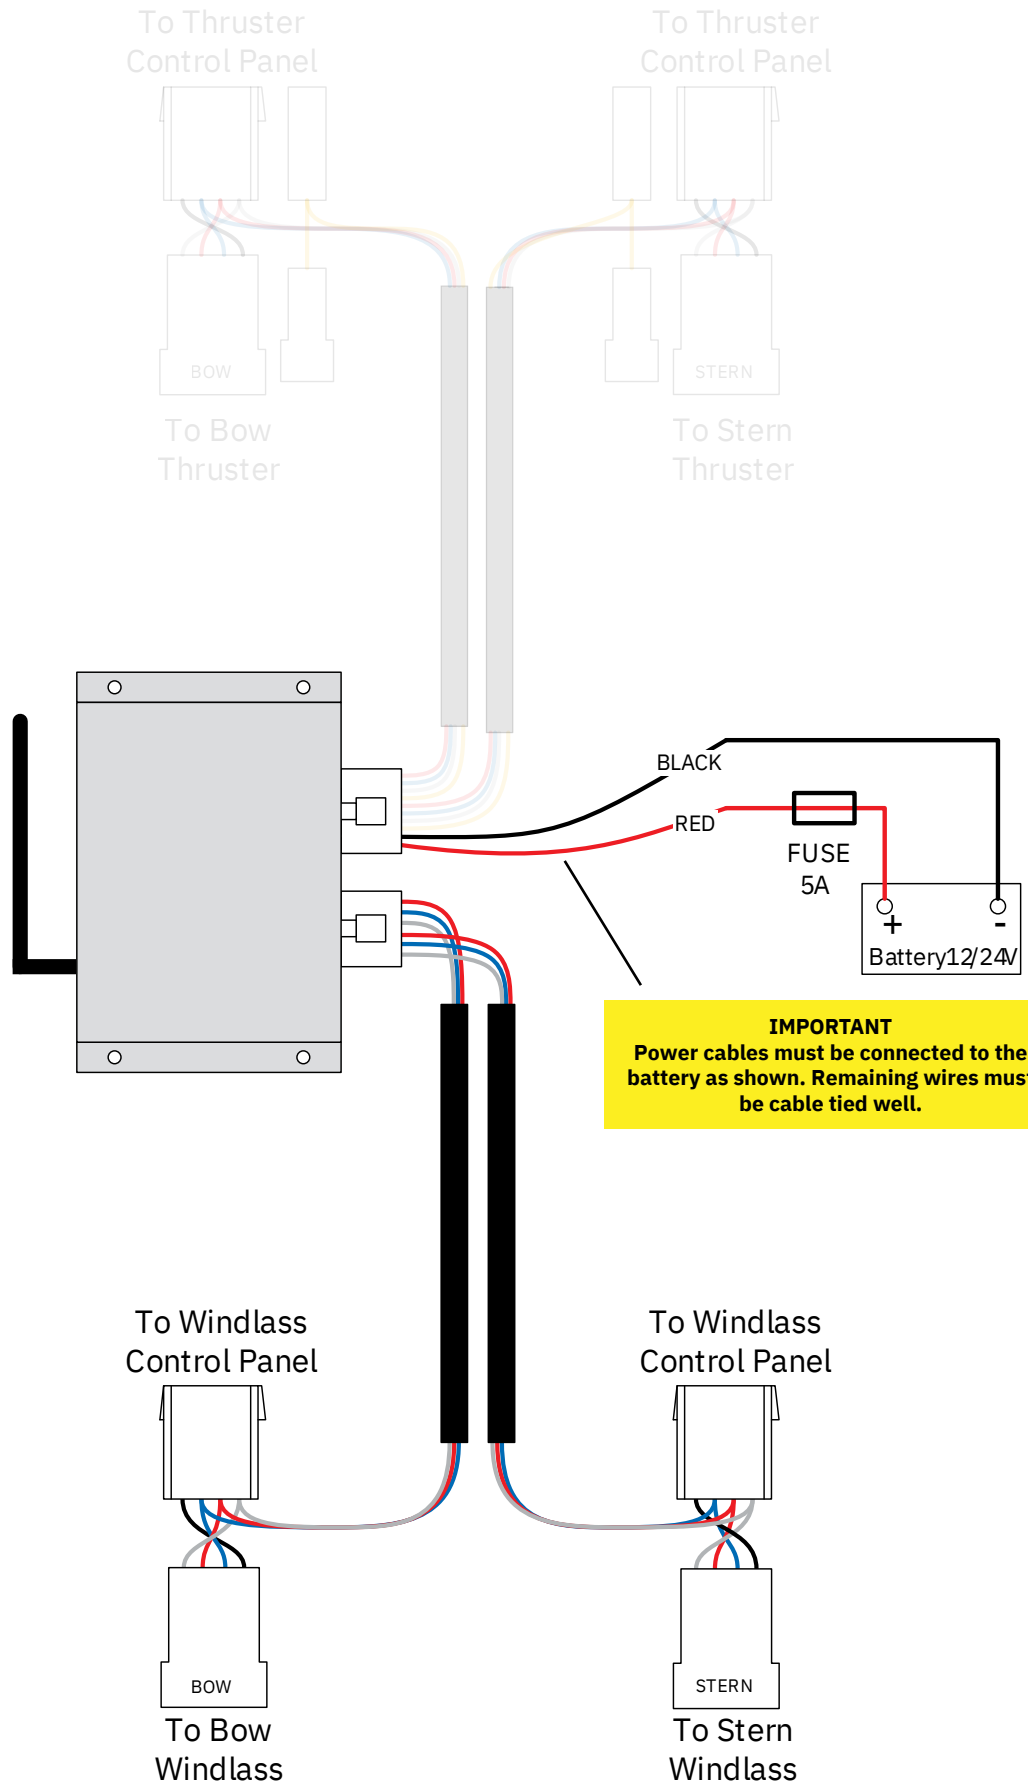 To Thruster
Control Panel
To Thruster
Control Panel
BOW
STERN
To Bow
Thruster
To Stern
Thruster
BLACK
RED
FUSE
5A
+
-
Battery12/24V
IMPORTANT
Power cables must be connected to the
battery as shown. Remaining wires must
be cable tied well.
To Windlass
Control Panel
To Windlass
Control Panel
BOW
STERN
To Bow
Windlass
To Stern
Windlass